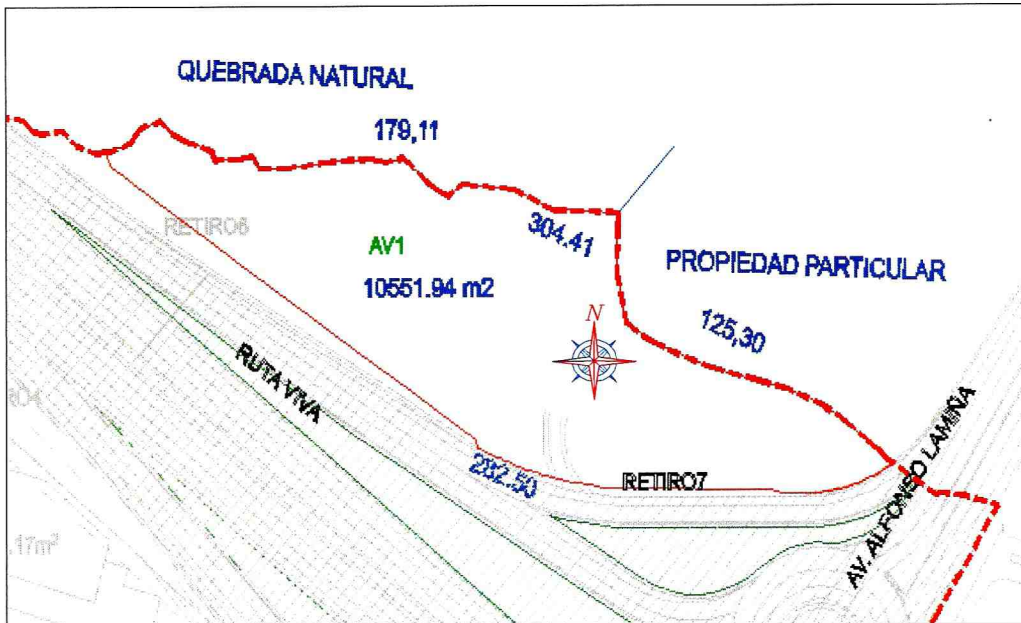 QUEBRADA NATURAL
179,11
RETIRO6
304.41
AV1
PROPIEDAD PARTICULAR
10551.94 m2
N
125,30
RUTA VIVA
282.50
RETIRO7
AV. ALFONSO LAMIÑA
.17m²